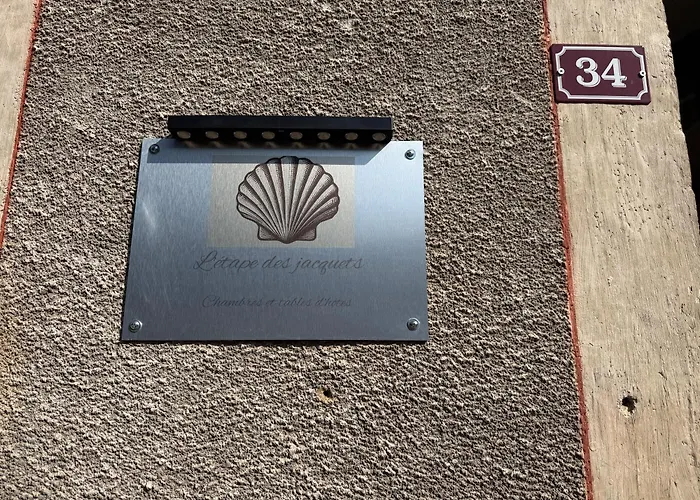 34
L'étape des jacquets
Chambres et tables d'hôtes